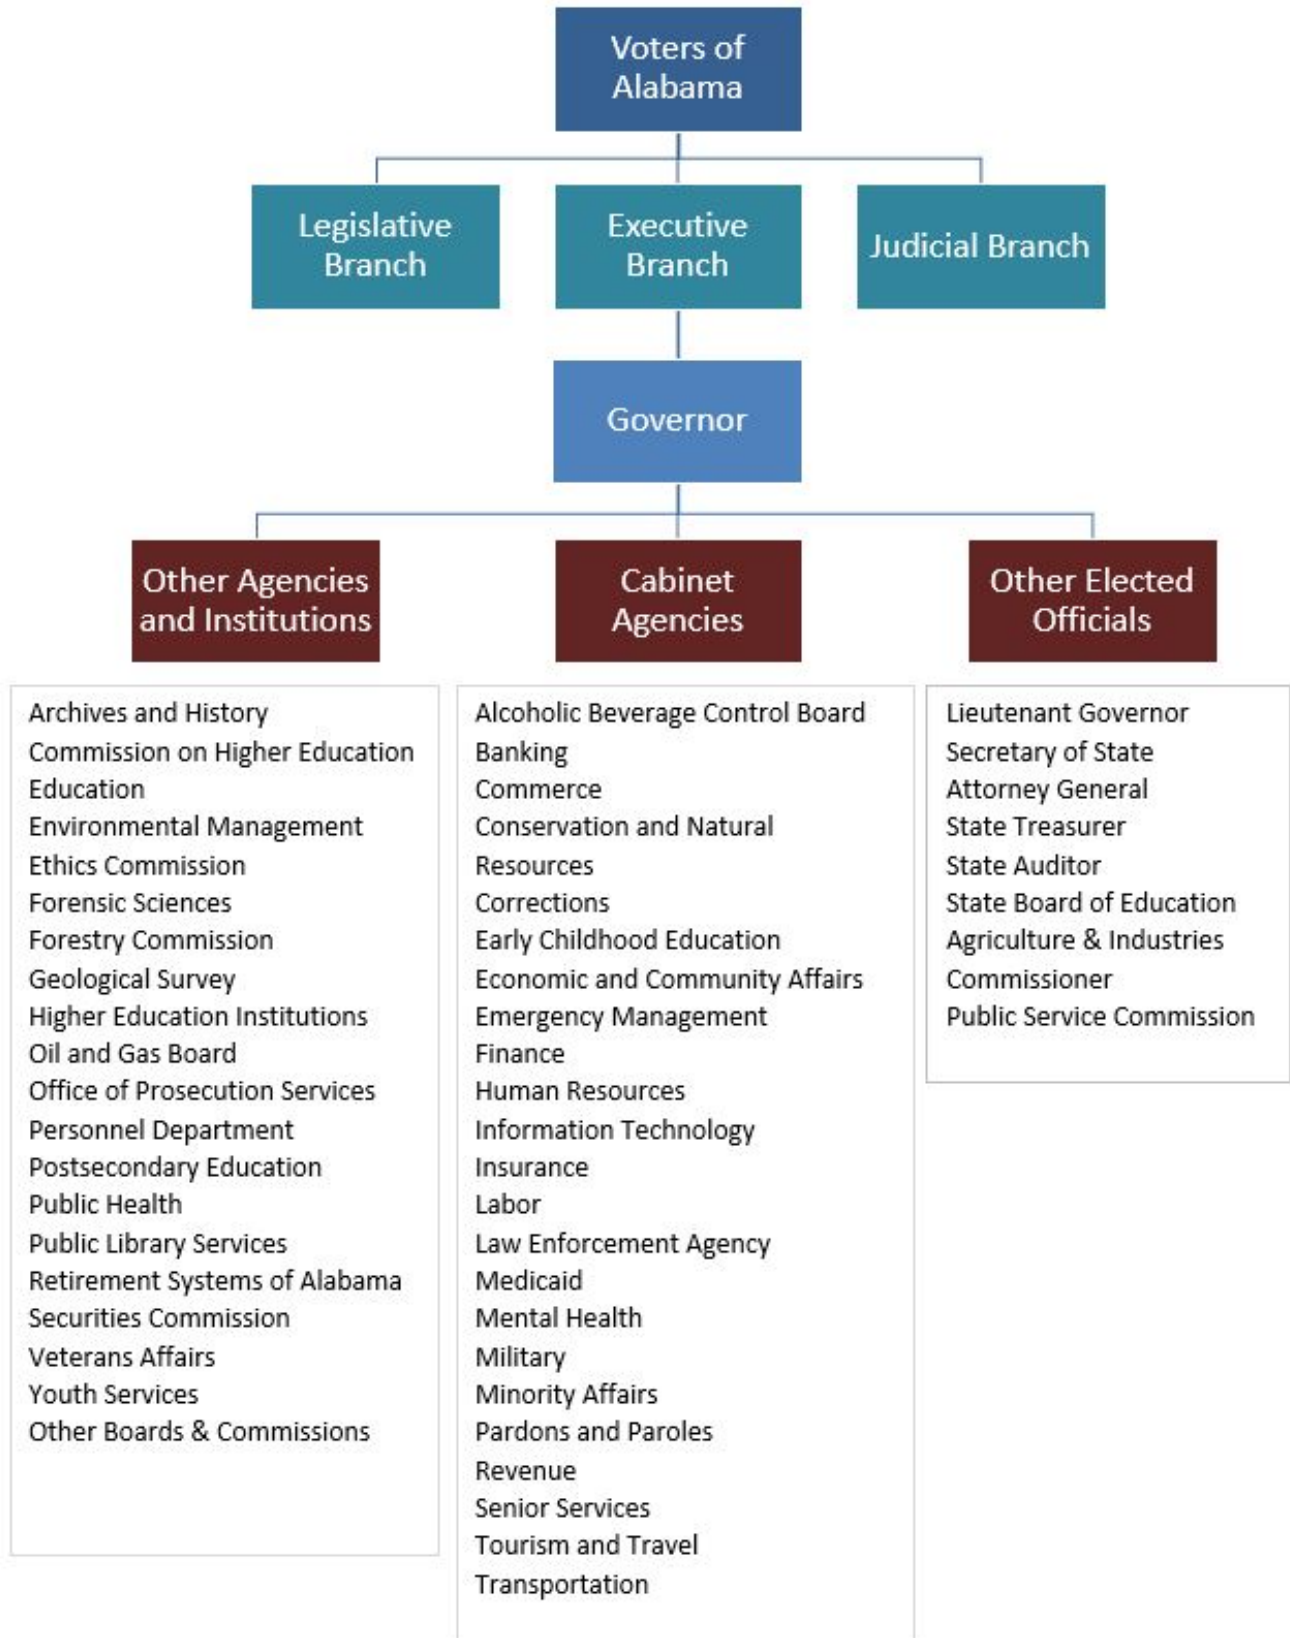 Voters of
Alabama
Legislative
Branch
Executive
Branch
Judicial Branch
Governor
Other Agencies
and Institutions
Cabinet
Agencies
Other Elected
Officials
Archives and History
Commission on Higher Education
Education
Environmental Management
Ethics Commission
Forensic Sciences
Forestry Commission
Geological Survey
Higher Education Institutions
Oil and Gas Board
Office of Prosecution Services
Personnel Department
Postsecondary Education
Public Health
Public Library Services
Retirement Systems of Alabama
Securities Commission
Veterans Affairs
Youth Services
Other Boards & Commissions
Alcoholic Beverage Control Board
Banking
Commerce
Conservation and Natural
Resources
Corrections
Early Childhood Education
Economic and Community Affairs
Emergency Management
Finance
Human Resources
Information Technology
Insurance
Labor
Law Enforcement Agency
Medicaid
Mental Health
Military
Minority Affairs
Pardons and Paroles
Revenue
Senior Services
Tourism and Travel
Transportation
Lieutenant Governor
Secretary of State
Attorney General
State Treasurer
State Auditor
State Board of Education
Agriculture & Industries
Commissioner
Public Service Commission